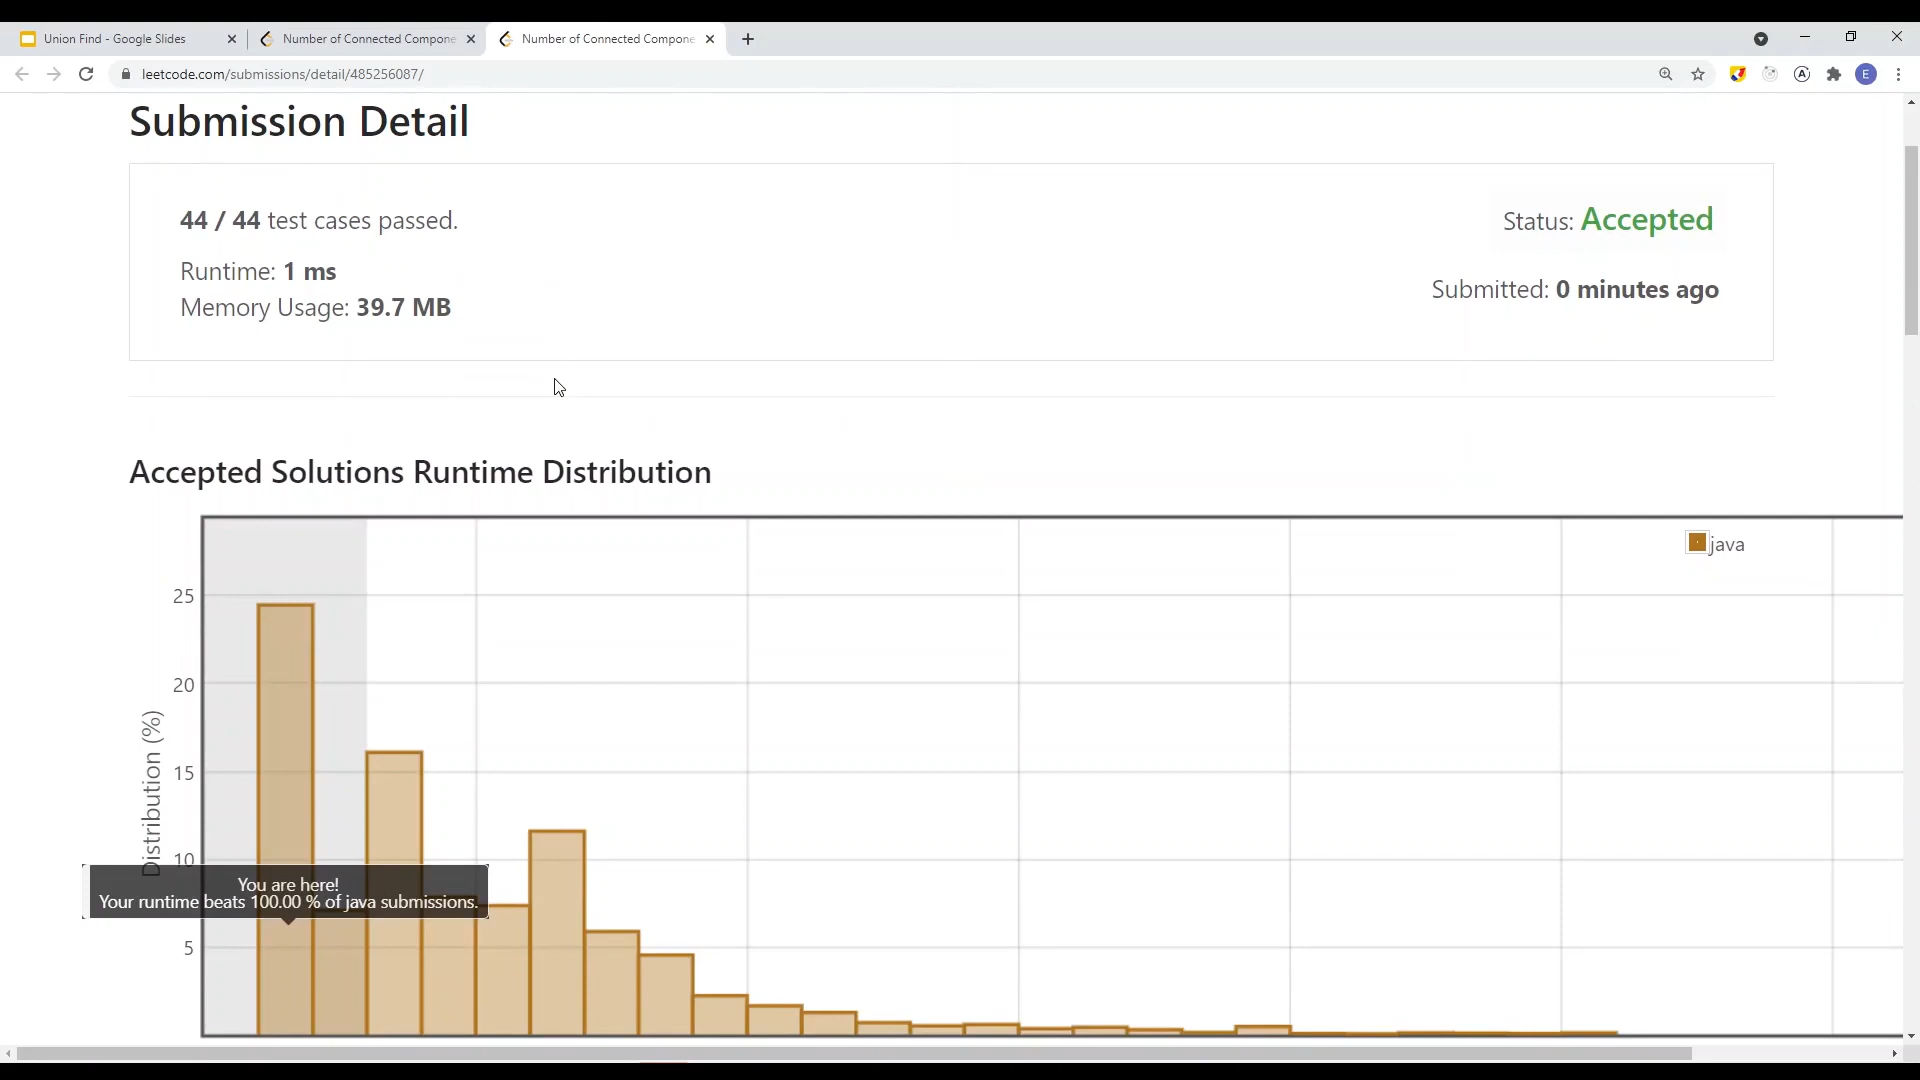 Union Find - Google Slides
Number of Connected Compone
Number of Connected Compone
leetcode.com/submissions/detail/485256087/
A
E
Submission Detail
44 / 44 test cases passed.
Status: Accepted
Runtime: 1 ms
Submitted: 0 minutes ago
Memory Usage: 39.7 MB
Accepted Solutions Runtime Distribution
java
25
20
15
10
5
Distribution (%)
You are here!
Your runtime beats 100.00 % of java submissions.